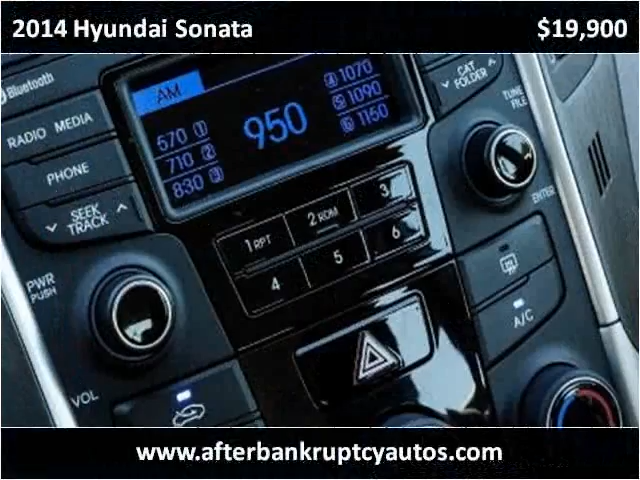 2014 Hyundai Sonata $19,900
Bluetooth
AM
570 1
710 2
830 3
950
4 1070
5 1090
6 1160
CAT
FOLDER
TUNE
FILE
ENTER
RADIO MEDIA
PHONE
SEEK
TRACK
1 RPT 2 RDM 3
4 5 6
PWR
PUSH
VOL
A/C
www.afterbankruptcyautos.com